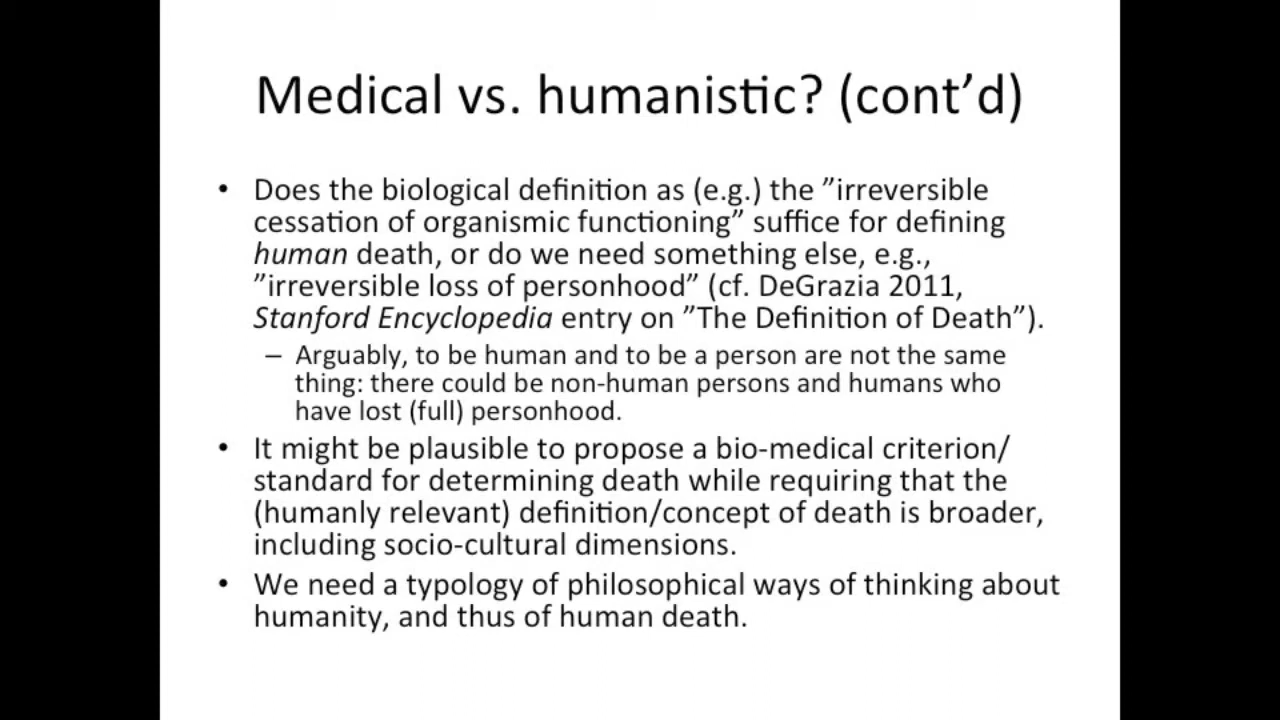 Medical vs. humanistic? (cont’d)
• Does the biological definition as (e.g.) the ”irreversible
cessation of organismic functioning” suffice for defining
human death, or do we need something else, e.g.,
”irreversible loss of personhood” (cf. DeGrazia 2011,
Stanford Encyclopedia entry on ”The Definition of Death”).
– Arguably, to be human and to be a person are not the same
thing: there could be non-human persons and humans who
have lost (full) personhood.
• It might be plausible to propose a bio-medical criterion/
standard for determining death while requiring that the
(humanly relevant) definition/concept of death is broader,
including socio-cultural dimensions.
• We need a typology of philosophical ways of thinking about
humanity, and thus of human death.